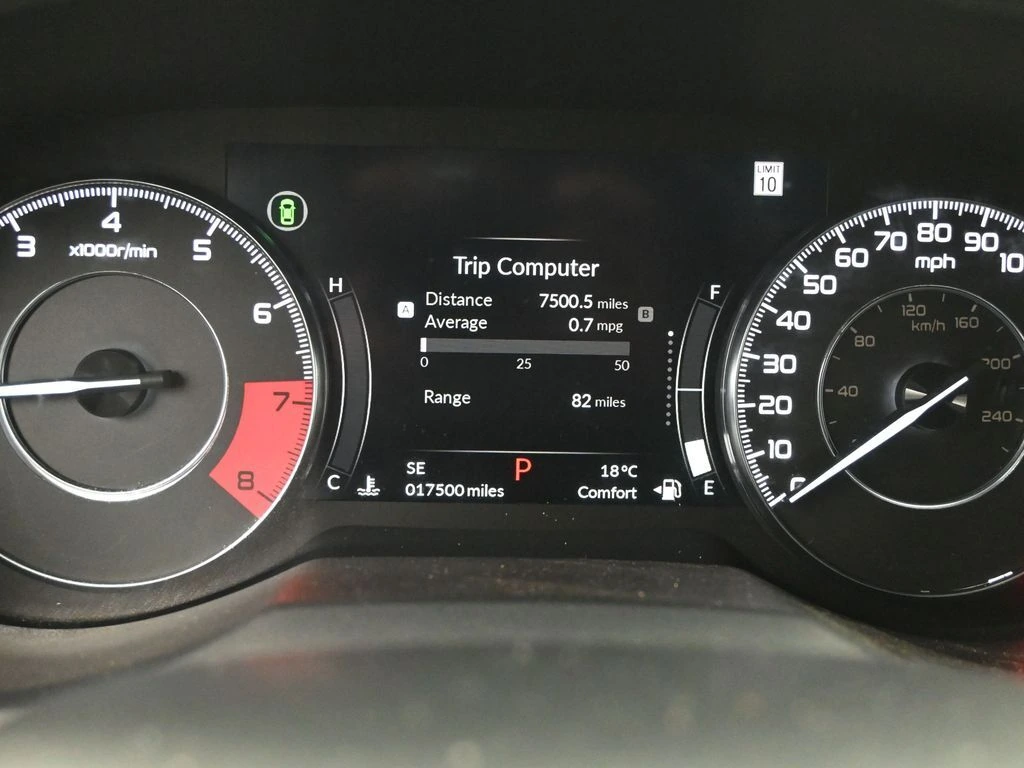 3
4
5
6
7
8
x1000r/min
LIMIT
10
Trip Computer
A
Distance 7500.5 miles
B
Average 0.7 mpg
0 25 50
Range 82 miles
H
C
F
E
SE
P
18°C
017500 miles
Comfort
10
20
30
40
50
60
70
80
90
10
mph
40
80
120
160
200
240
km/h